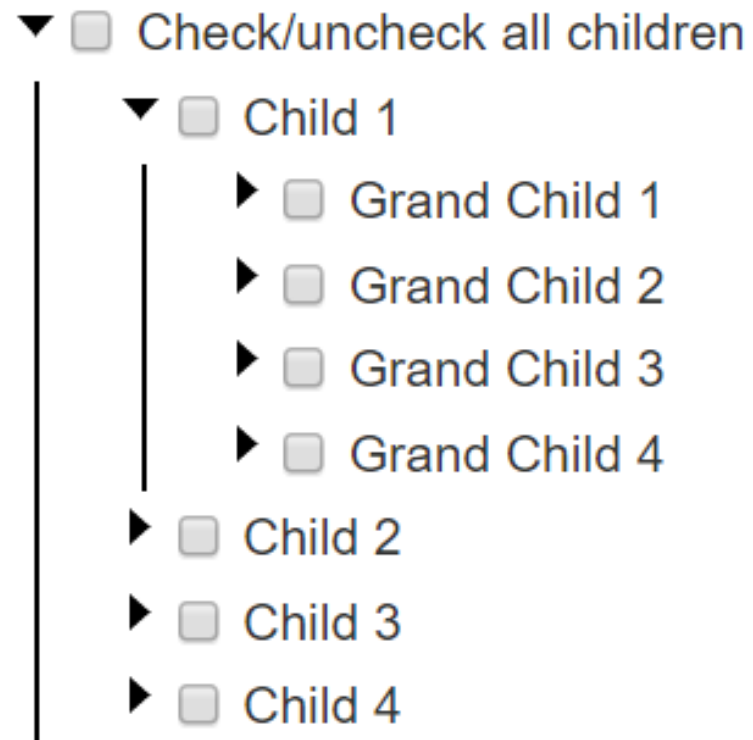 Check/uncheck all children
Child 1
Grand Child 1
Grand Child 2
Grand Child 3
Grand Child 4
Child 2
Child 3
Child 4